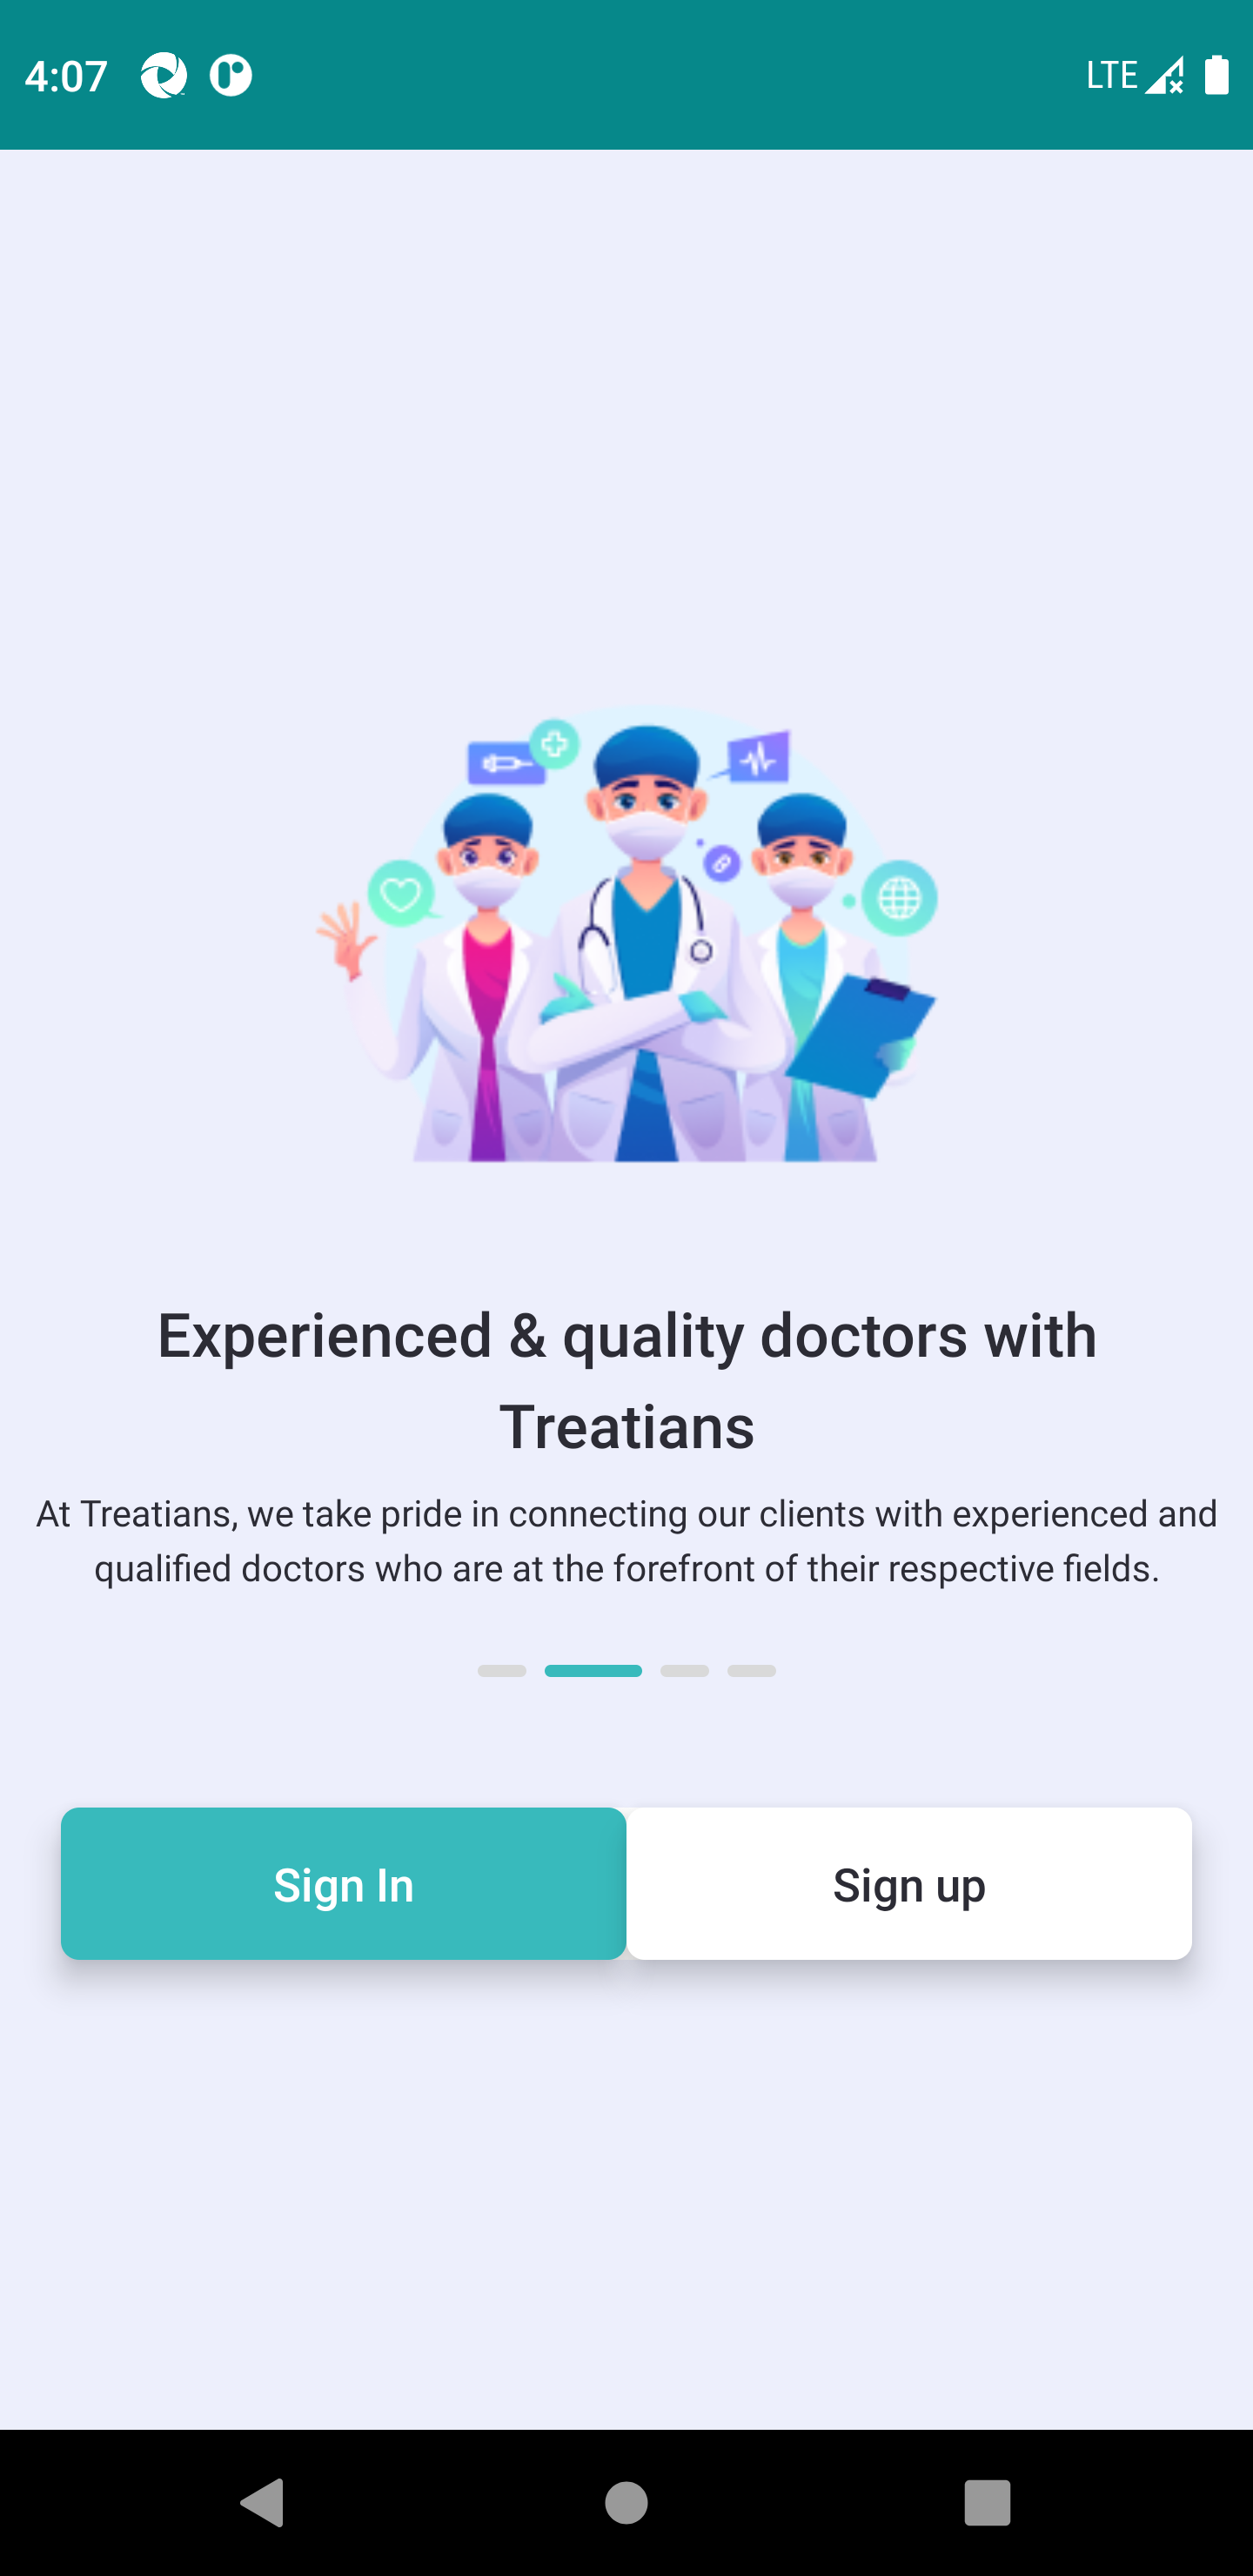 4:07
LTE
Experienced & quality doctors with
Treatians
At Treatians, we take pride in connecting our clients with experienced and
qualified doctors who are at the forefront of their respective fields.
Sign In
Sign up